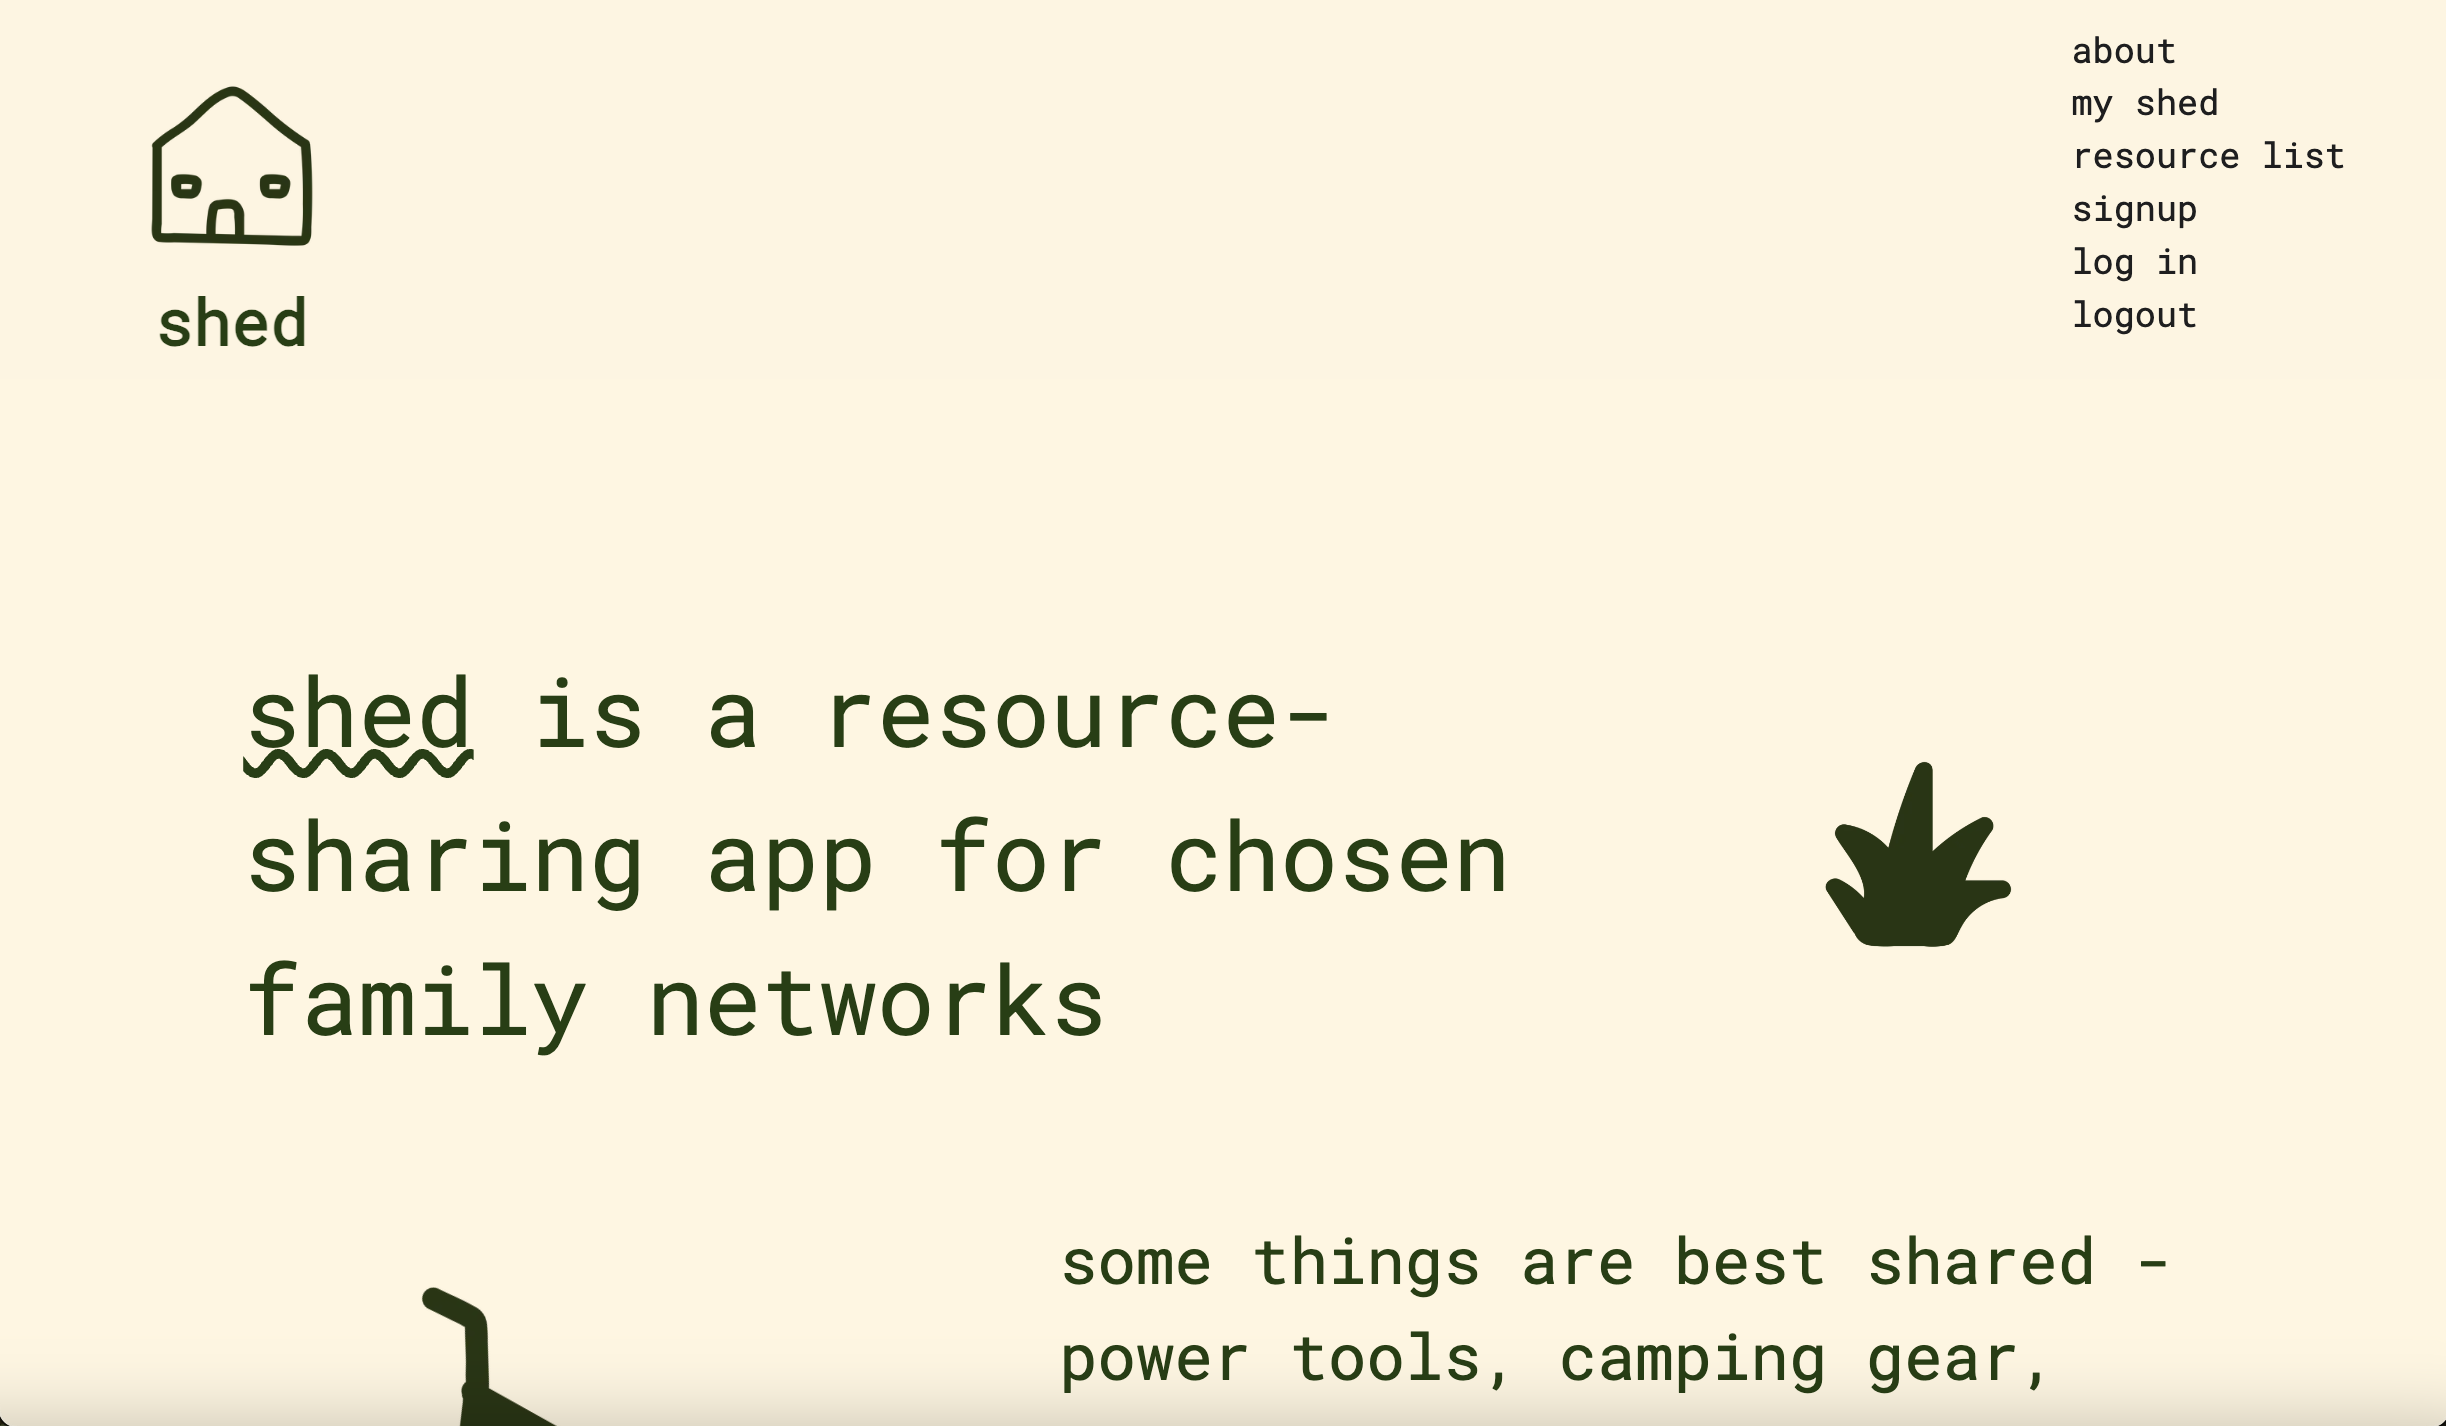 shed
about
my shed
resource list
signup
log in
logout
shed is a resource-
sharing app for chosen
family networks
some things are best shared -
power tools, camping gear,